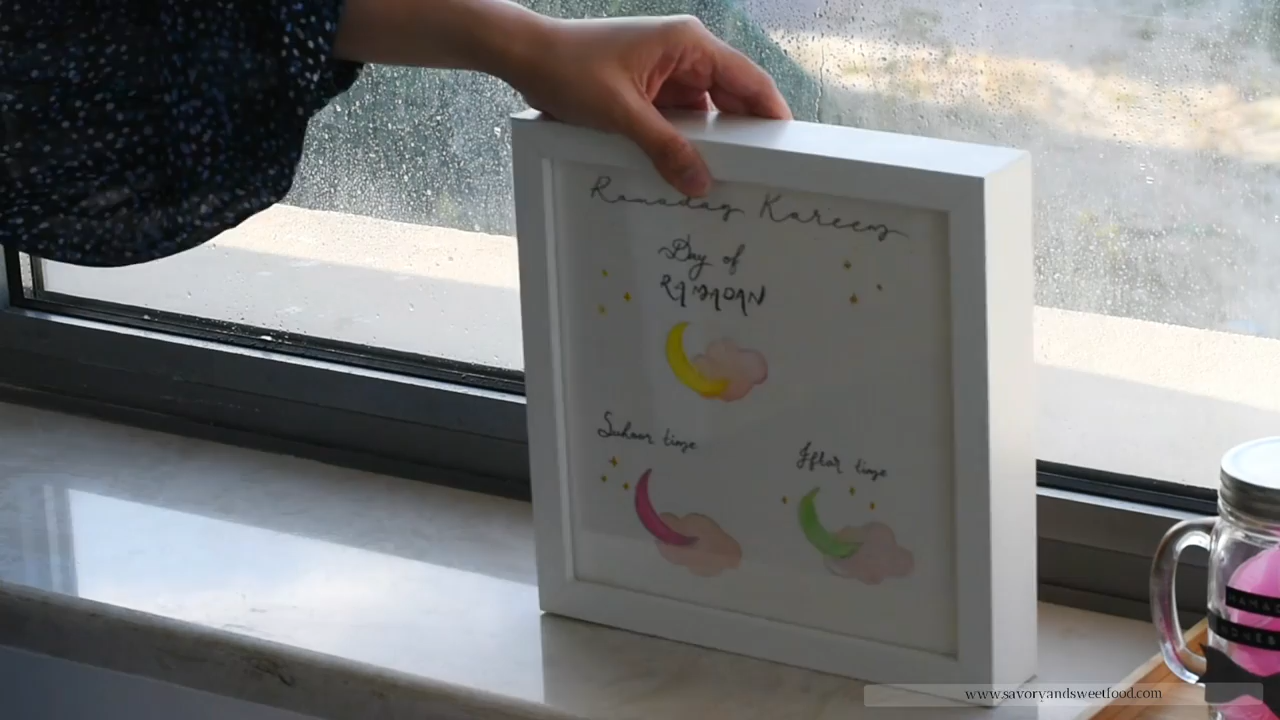 Ramadan Kareem
Day of
RAMADAN
Suhoor time
Iftar time
www.savoryandsweetfood.com